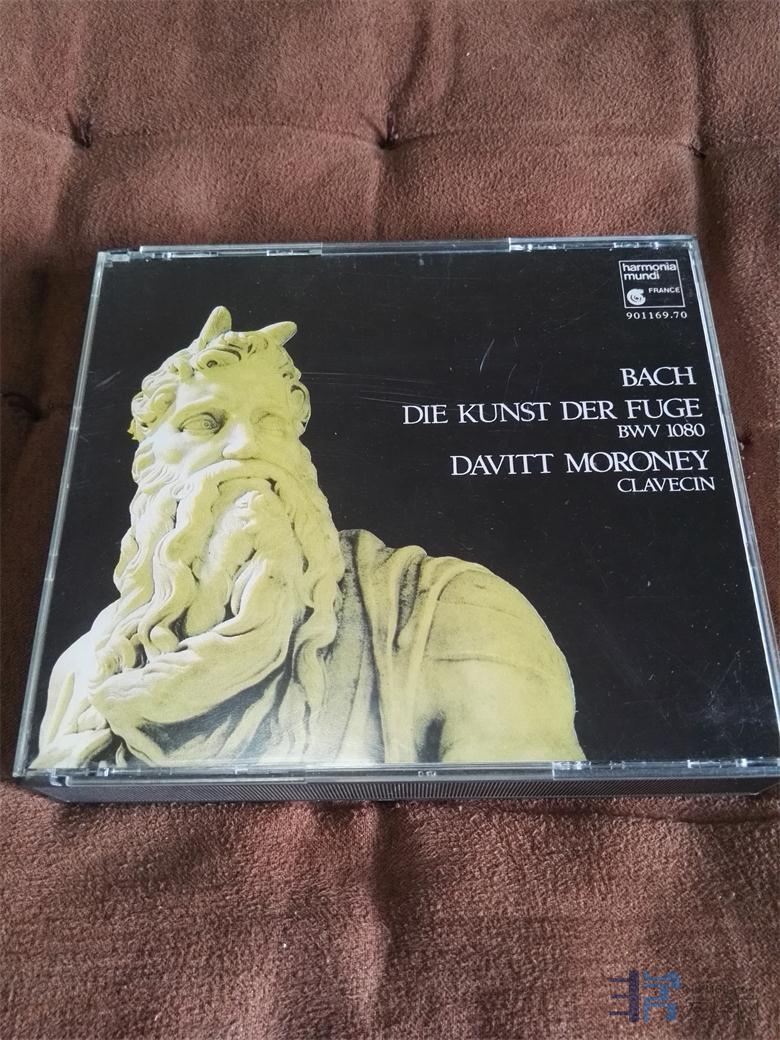 harmonia
mundi
FRANCE
901169.70
BACH
DIE KUNST DER FUGE
BWV 1080
DAVITT MORONEY
CLAVECIN